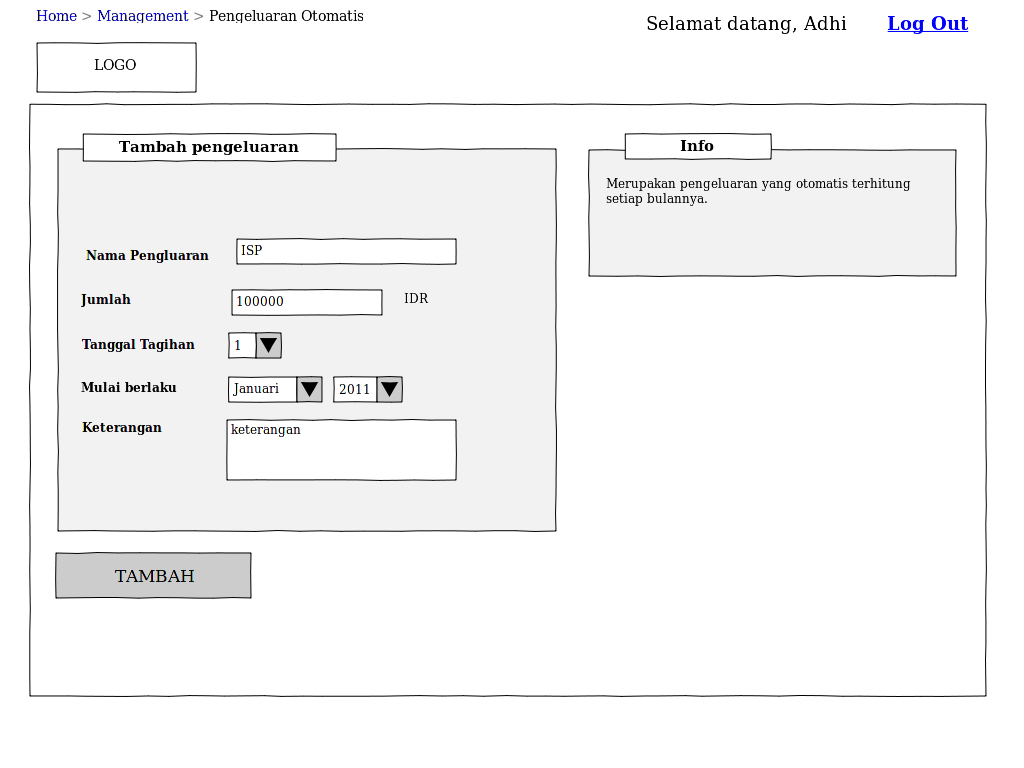 Home > Management > Pengeluaran Otomatis
Selamat datang, Adhi
Log Out
LOGO
Tambah pengeluaran
Nama Pengluaran
ISP
Jumlah
100000
IDR
Tanggal Tagihan
1
Mulai berlaku
Januari
2011
Keterangan
keterangan
TAMBAH
Info
Merupakan pengeluaran yang otomatis terhitung
setiap bulannya.